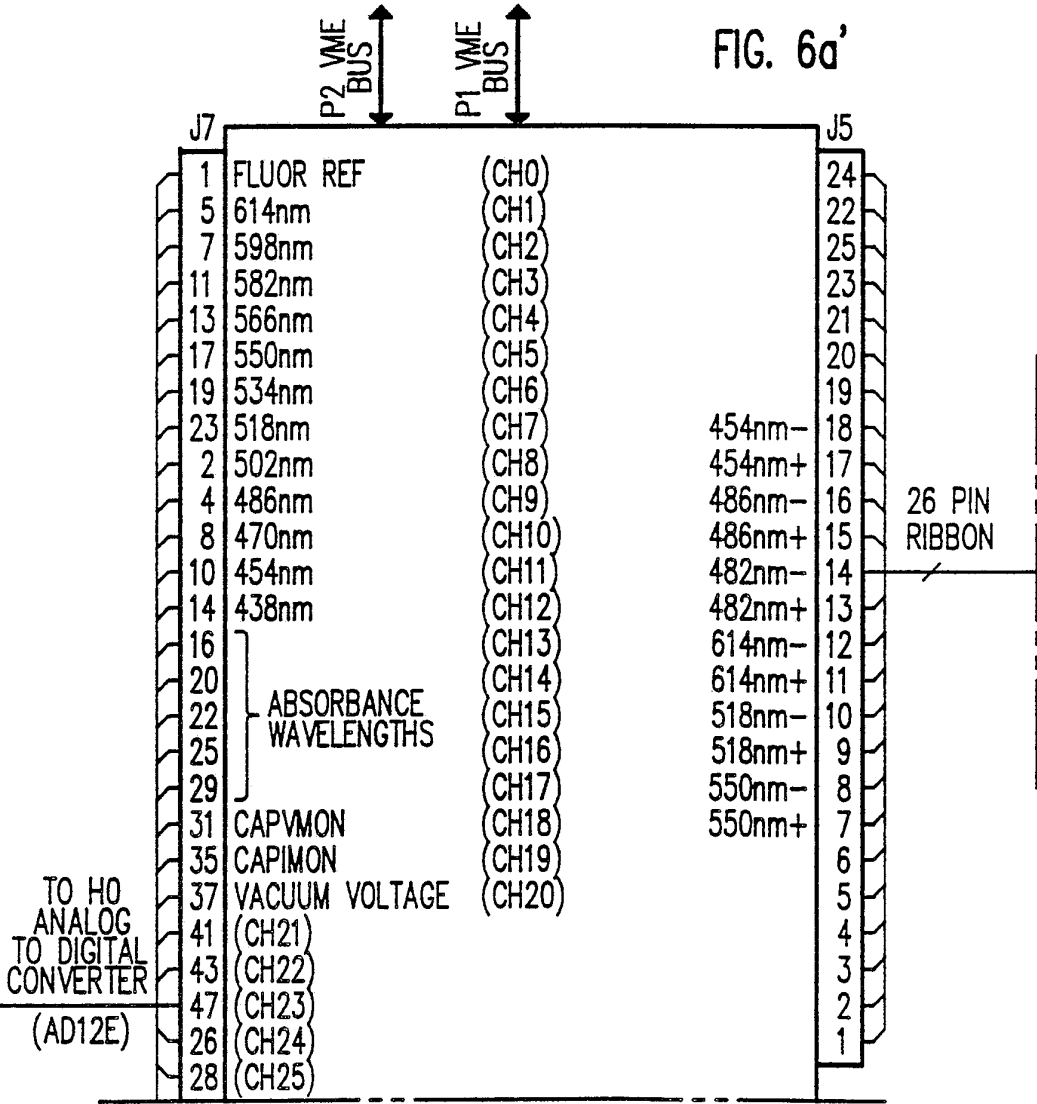 FIG. 6a'
P2 VME BUS
P1 VME BUS
J7 J5
1 FLUOR REF (CH0) 24
5 614nm (CH1) 22
7 598nm (CH2) 25
11 582nm (CH3) 23
13 566nm (CH4) 21
17 550nm (CH5) 20
19 534nm (CH6) 19
23 518nm (CH7) 454nm- 18
2 502nm (CH8) 454nm+ 17
4 486nm (CH9) 486nm- 16
8 470nm (CH10) 486nm+ 15
10 454nm (CH11) 482nm- 14
14 438nm (CH12) 482nm+ 13
16 (CH13) 614nm- 12
20 (CH14) 614nm+ 11
22 (CH15) 518nm- 10
25 (CH16) 518nm+ 9
29 (CH17) 550nm- 8
ABSORBANCE
WAVELENGTHS
31 CAPVMON (CH18) 550nm+ 7
35 CAPIMON (CH19) 6
37 VACUUM VOLTAGE (CH20) 5
41 (CH21) 4
43 (CH22) 3
47 (CH23) 2
26 (CH24) 1
28 (CH25)
26 PIN
RIBBON
TO HO
ANALOG
TO DIGITAL
CONVERTER
(AD12E)